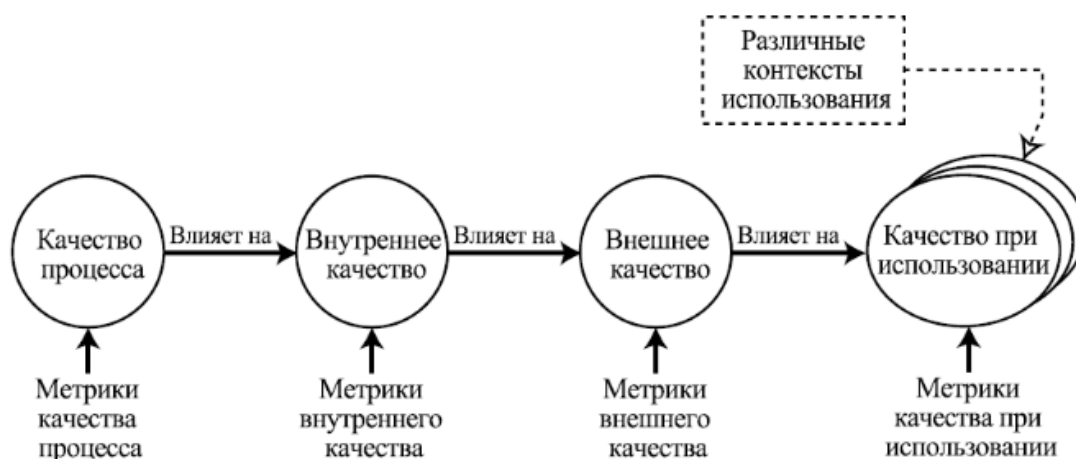 Различные
контексты
использования
Качество
процесса
Влияет на
Внутреннее
качество
Влияет на
Внешнее
качество
Влияет на
Качество при
использовании
Метрики
качества
процесса
Метрики
внутреннего
качества
Метрики
внешнего
качества
Метрики
качества при
использовании